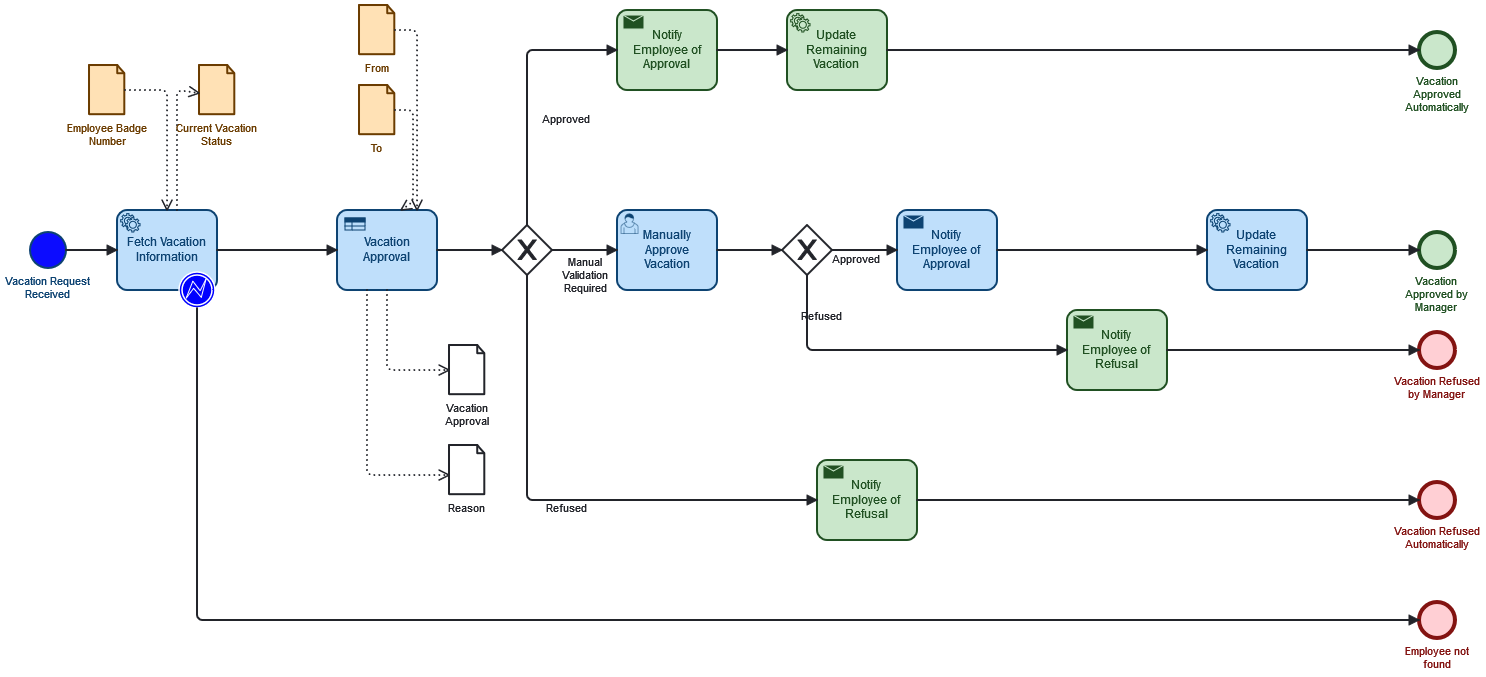 From
To
Employee Badge
Number
Current Vacation
Status
Vacation Request
Received
Fetch Vacation
Information
Vacation
Approval
Vacation
Approval
Reason
Approved
Notify
Employee of
Approval
Update
Remaining
Vacation
Vacation
Approved
Automatically
Manual
Validation
Required
Manually
Approve
Vacation
Approved
Notify
Employee of
Approval
Update
Remaining
Vacation
Vacation
Approved by
Manager
Refused
Notify
Employee of
Refusal
Vacation Refused
by Manager
Refused
Notify
Employee of
Refusal
Vacation Refused
Automatically
Employee not
found